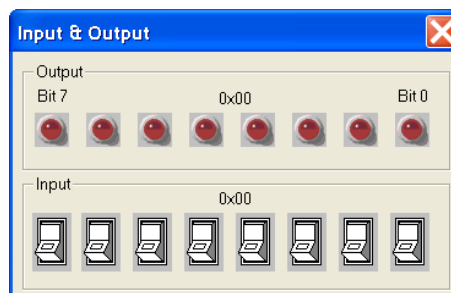 Input & Output
Output
Bit 7 0x00 Bit 0
Input
0x00